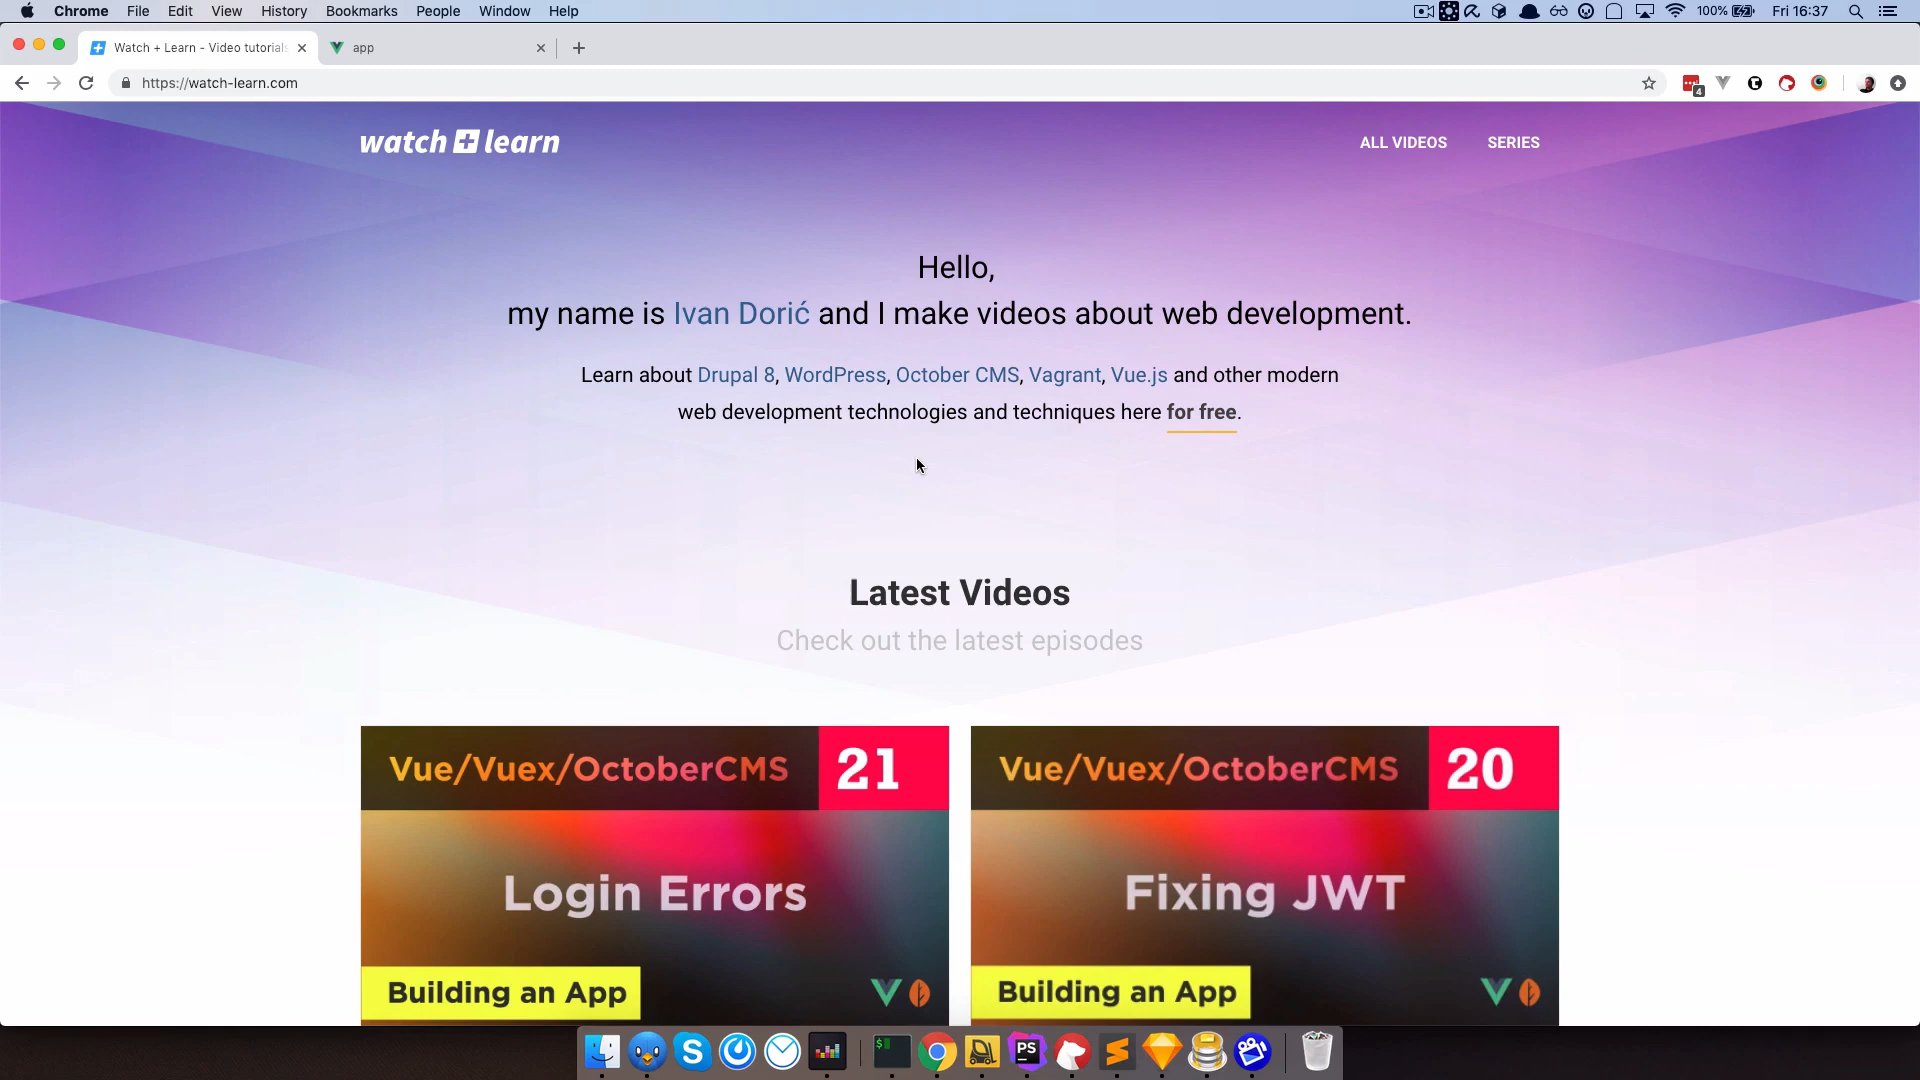 Chrome File Edit View History Bookmarks People Window Help 100% Fri 16:37
Watch + Learn - Video tutorials
app
https://watch-learn.com
4
watch learn
ALL VIDEOS SERIES
Hello,
my name is Ivan Dorić and I make videos about web development.
Learn about Drupal 8, WordPress, October CMS, Vagrant, Vue.js and other modern
web development technologies and techniques here for free.
Latest Videos
Check out the latest episodes
Vue/Vuex/OctoberCMS 21
Login Errors
Building an App
Vue/Vuex/OctoberCMS 20
Fixing JWT
Building an App
$
PS